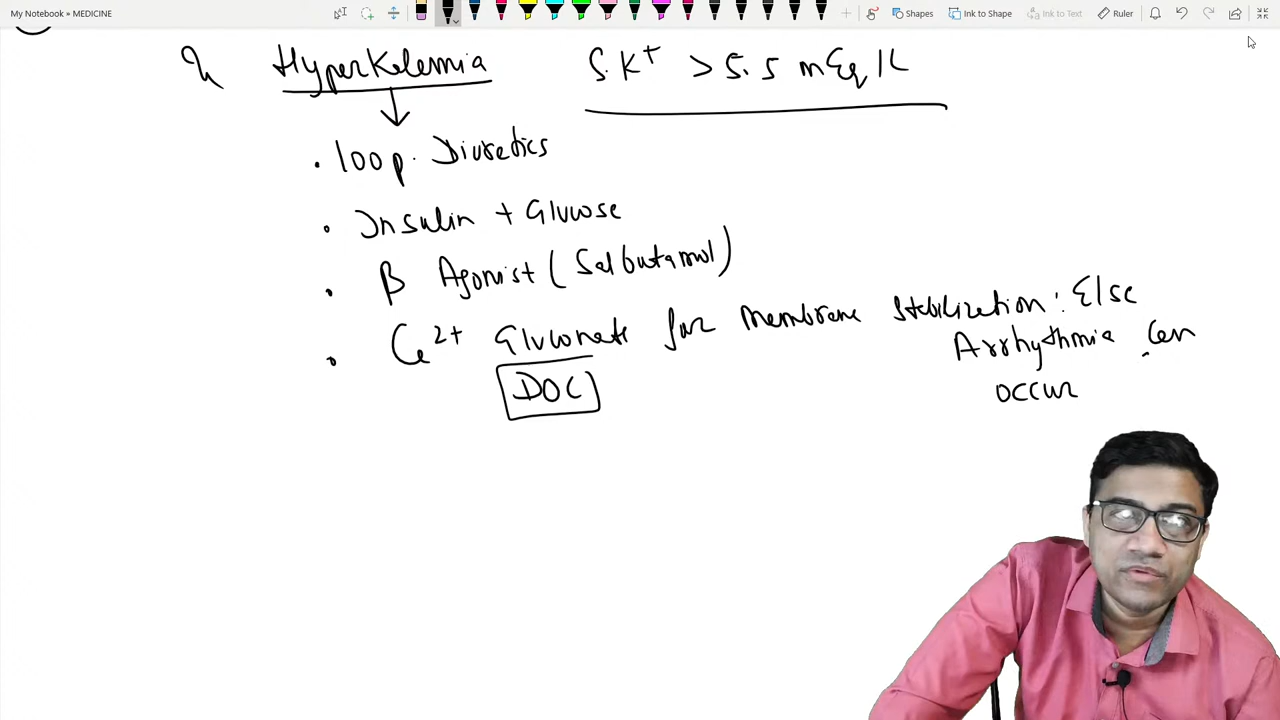 My Notebook » MEDICINE
Shapes Ink to Shape Ink to Text Ruler
HyperKalemia S.K+ > 5.5 mEq/L
• loop Diuretics
• Insulin + Glucose
• β Agonist (Salbutamol)
• Ca2+ Gluconate for membrane stabilization: Else
Arrhythmia can
occur
DOC